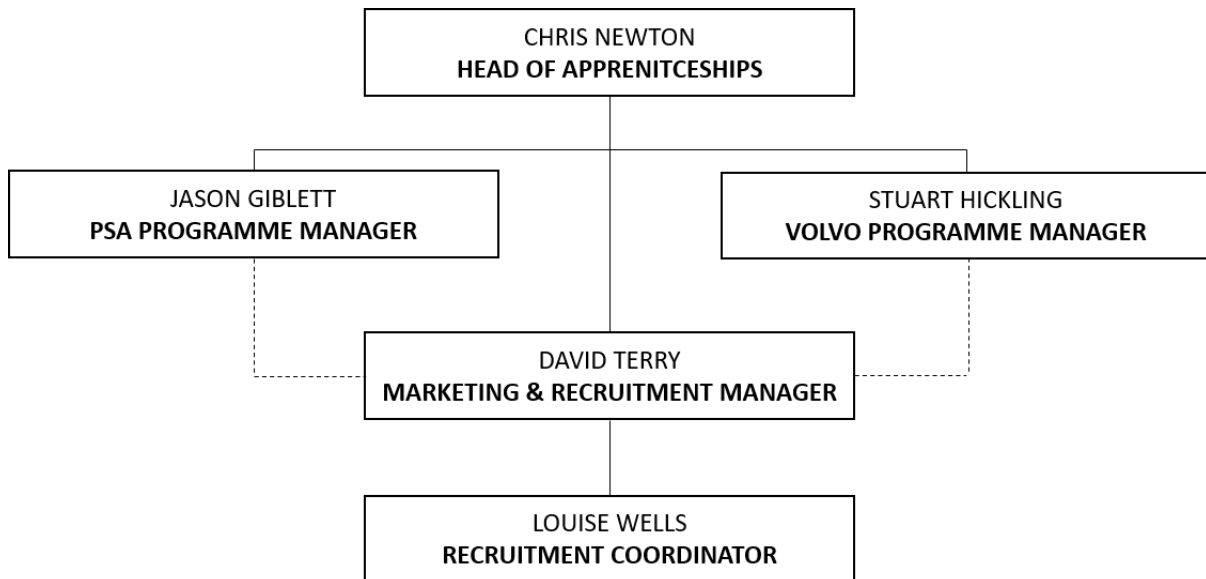 CHRIS NEWTON
HEAD OF APPRENITCESHIPS
JASON GIBLETT
PSA PROGRAMME MANAGER
STUART HICKLING
VOLVO PROGRAMME MANAGER
DAVID TERRY
MARKETING & RECRUITMENT MANAGER
LOUISE WELLS
RECRUITMENT COORDINATOR